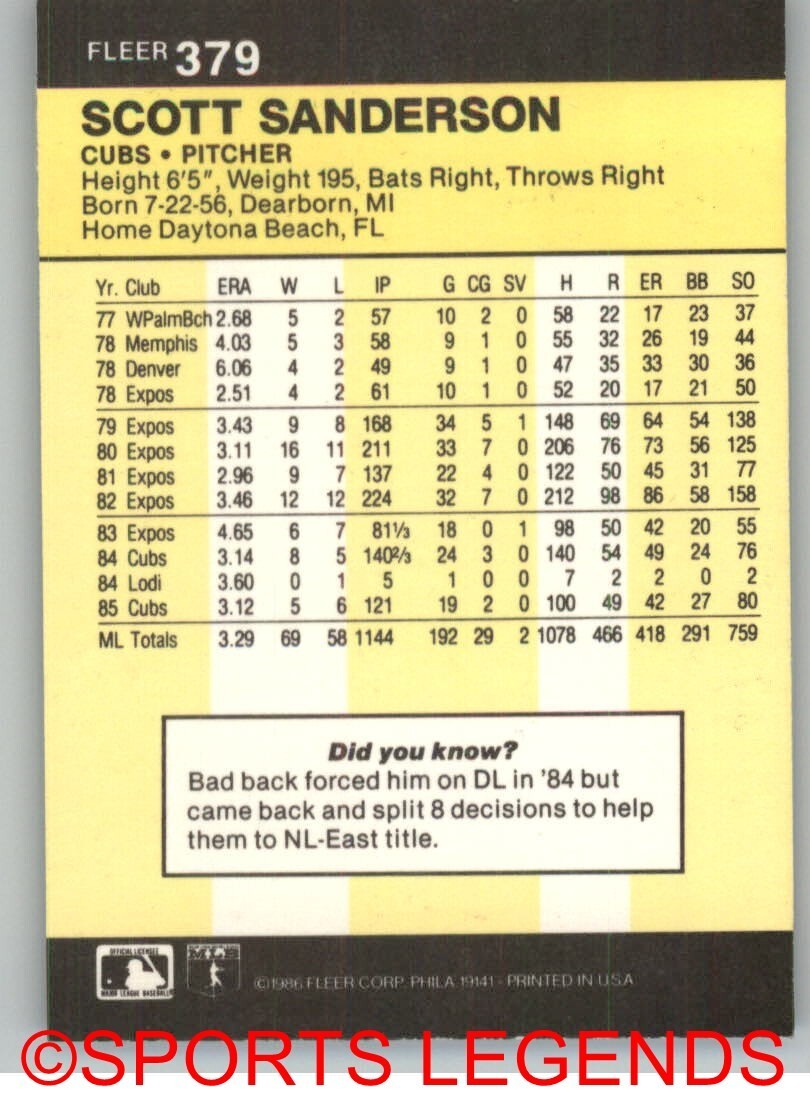 FLEER 379
SCOTT SANDERSON
CUBS • PITCHER
Height 6'5", Weight 195, Bats Right, Throws Right
Born 7-22-56, Dearborn, MI
Home Daytona Beach, FL
Yr. Club ERA W L IP G CG SV H R ER BB SO
77 WPalmBch 2.68 5 2 57 10 2 0 58 22 17 23 37
78 Memphis 4.03 5 3 58 9 1 0 55 32 26 19 44
78 Denver 6.06 4 2 49 9 1 0 47 35 33 30 36
78 Expos 2.51 4 2 61 10 1 0 52 20 17 21 50
79 Expos 3.43 9 8 168 34 5 1 148 69 64 54 138
80 Expos 3.11 16 11 211 33 7 0 206 76 73 56 125
81 Expos 2.96 9 7 137 22 4 0 122 50 45 31 77
82 Expos 3.46 12 12 224 32 7 0 212 98 86 58 158
83 Expos 4.65 6 7 81⅓ 18 0 1 98 50 42 20 55
84 Cubs 3.14 8 5 140⅔ 24 3 0 140 54 49 24 76
84 Lodi 3.60 0 1 5 1 0 0 7 2 2 0 2
85 Cubs 3.12 5 6 121 19 2 0 100 49 42 27 80
ML Totals 3.29 69 58 1144 192 29 2 1078 466 418 291 759
Did you know?
Bad back forced him on DL in '84 but
came back and split 8 decisions to help
them to NL-East title.
OFFICIAL LICENSEE
MAJOR LEAGUE BASEBALL
©1986 FLEER CORP. PHILA. 19141 - PRINTED IN U.S.A
©SPORTS LEGENDS